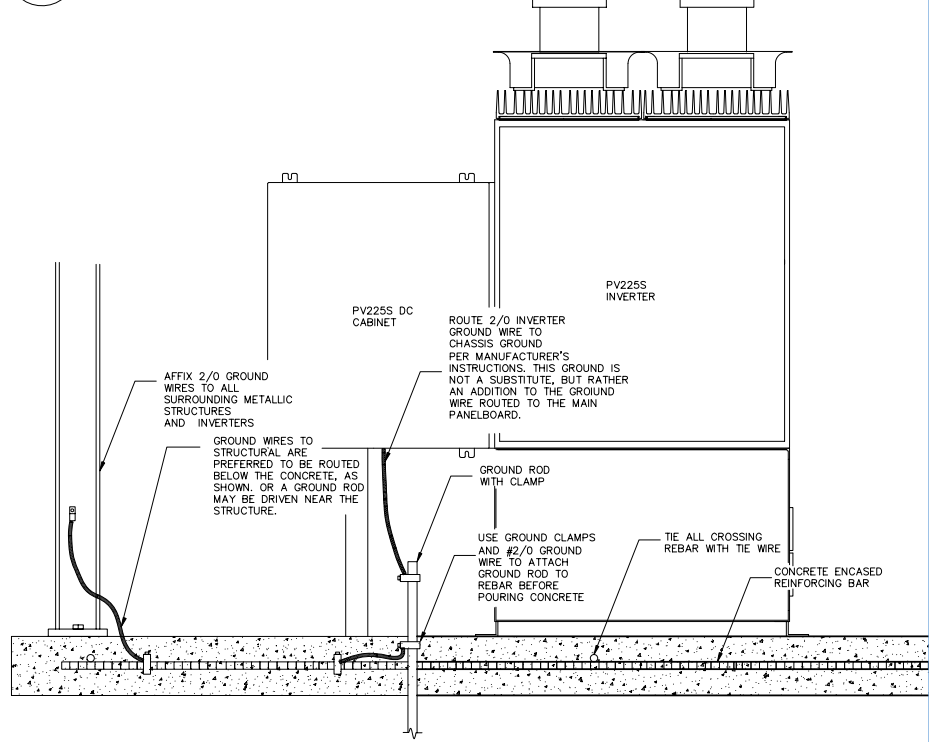 PV225S
INVERTER
PV225S DC
CABINET
ROUTE 2/0 INVERTER
GROUND WIRE TO
CHASSIS GROUND
PER MANUFACTURER'S
INSTRUCTIONS. THIS GROUND IS
NOT A SUBSTITUTE, BUT RATHER
AN ADDITION TO THE GROIUND
WIRE ROUTED TO THE MAIN
PANELBOARD.
AFFIX 2/0 GROUND
WIRES TO ALL
SURROUNDING METALLIC
STRUCTURES
AND INVERTERS
GROUND WIRES TO
STRUCTURAL ARE
PREFERRED TO BE ROUTED
BELOW THE CONCRETE, AS
SHOWN. OR A GROUND ROD
MAY BE DRIVEN NEAR THE
STRUCTURE.
GROUND ROD
WITH CLAMP
USE GROUND CLAMPS
AND #2/0 GROUND
WIRE TO ATTACH
GROUND ROD TO
REBAR BEFORE
POURING CONCRETE
TIE ALL CROSSING
REBAR WITH TIE WIRE
CONCRETE ENCASED
REINFORCING BAR